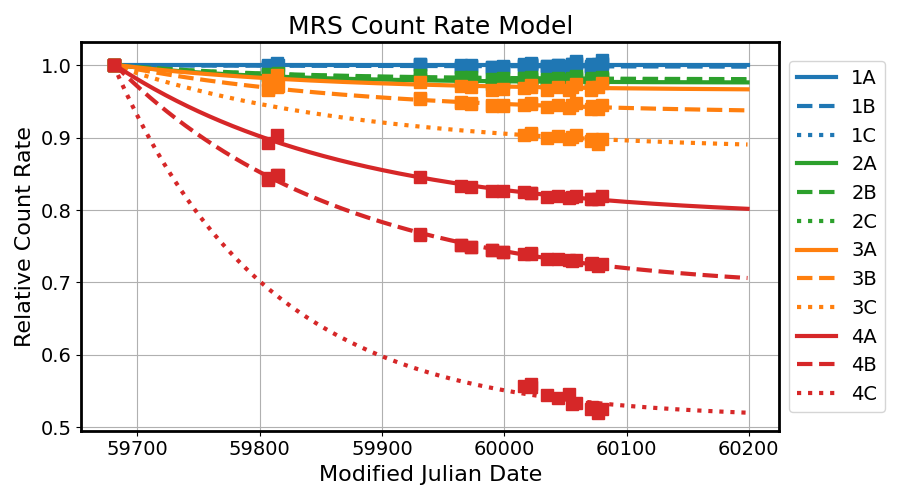 MRS Count Rate Model
Relative Count Rate
1.0
0.9
0.8
0.7
0.6
0.5
59700
59800
59900
60000
60100
60200
Modified Julian Date
1A
1B
1C
2A
2B
2C
3A
3B
3C
4A
4B
4C